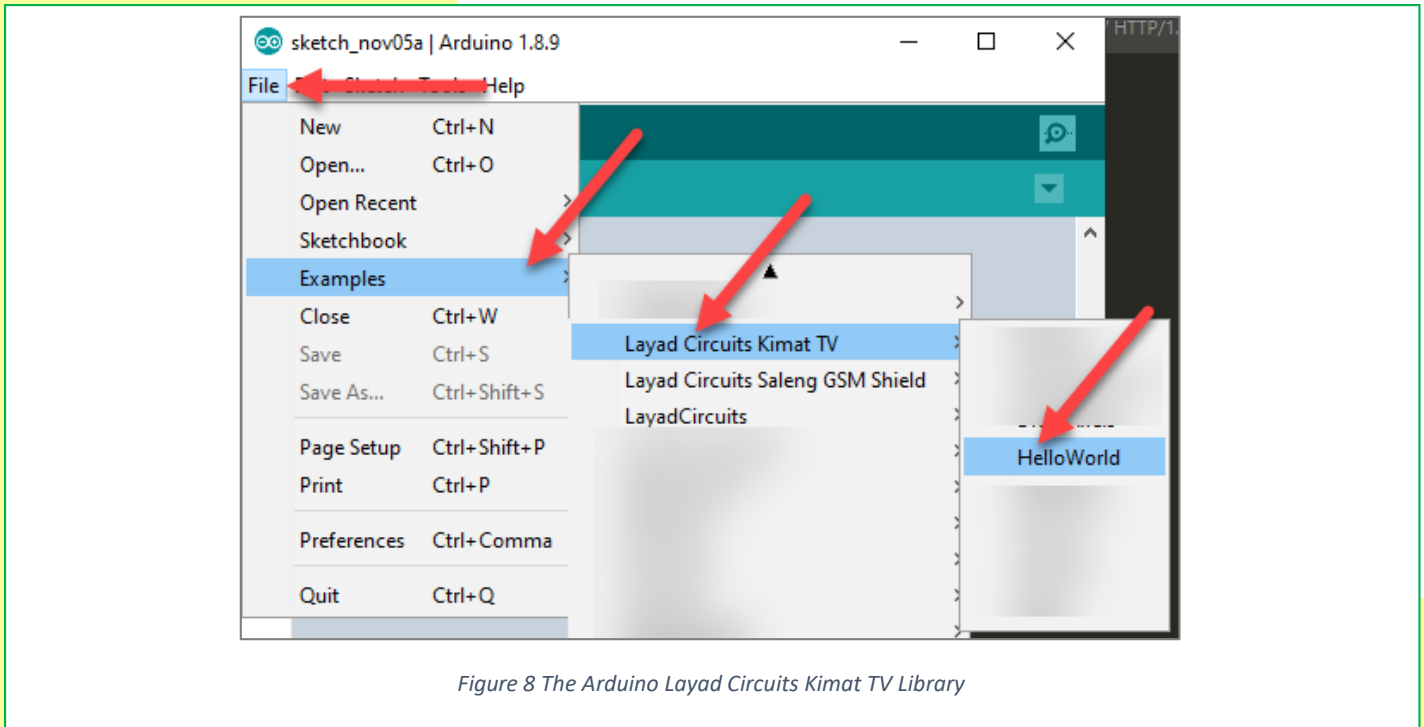 HTTP/1.
sketch_nov05a | Arduino 1.8.9
File Help
New Ctrl+N
Open... Ctrl+O
Open Recent
Sketchbook
Examples
Close Ctrl+W
Save Ctrl+S
Save As... Ctrl+Shift+S
Page Setup Ctrl+Shift+P
Print Ctrl+P
Preferences Ctrl+Comma
Quit Ctrl+Q
Layad Circuits Kimat TV
Layad Circuits Saleng GSM Shield
LayadCircuits
HelloWorld
Figure 8 The Arduino Layad Circuits Kimat TV Library